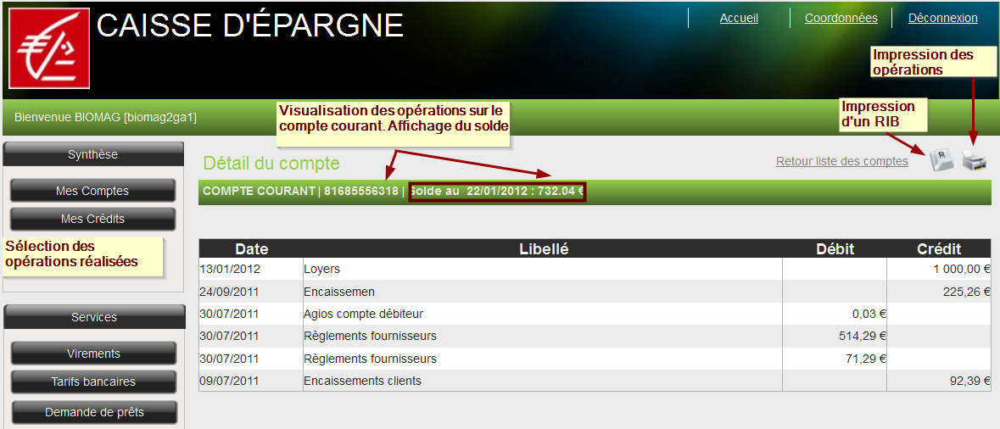 CAISSE D'ÉPARGNE
Accueil
Coordonnées
Déconnexion
Impression des
opérations
Bienvenue BIOMAG [biomag2ga1]
Visualisation des opérations sur le
compte courant. Affichage du solde
Impression
d'un RIB
Synthèse
Mes Comptes
Mes Crédits
Sélection des
opérations réalisées
Services
Virements
Tarifs bancaires
Demande de prêts
Détail du compte
Retour liste des comptes
R
COMPTE COURANT | 81685556318 | Solde au 22/01/2012 : 732.04 €
Date Libellé Débit Crédit
13/01/2012 Loyers 1 000,00 €
24/09/2011 Encaissemen 225,26 €
30/07/2011 Agios compte débiteur 0,03 €
30/07/2011 Règlements fournisseurs 514,29 €
30/07/2011 Règlements fournisseurs 71,29 €
09/07/2011 Encaissements clients 92,39 €